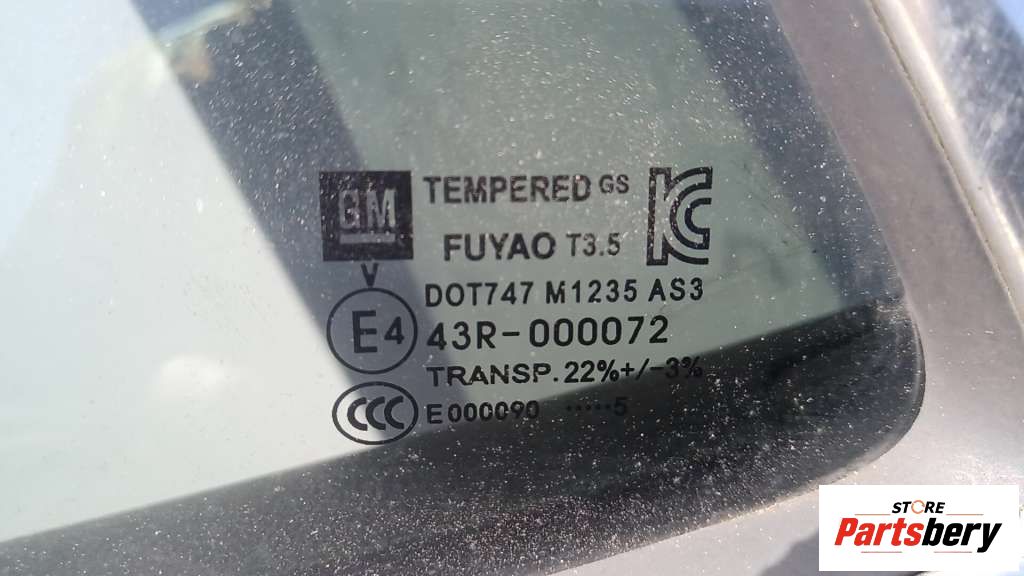 GM TEMPERED GS
FUYAO T3.5
V
DOT747 M1235 AS3
E4 43R-000072
TRANSP.22%+/-3%
CCC E000090 ·····5
KC
STORE
Partsbery